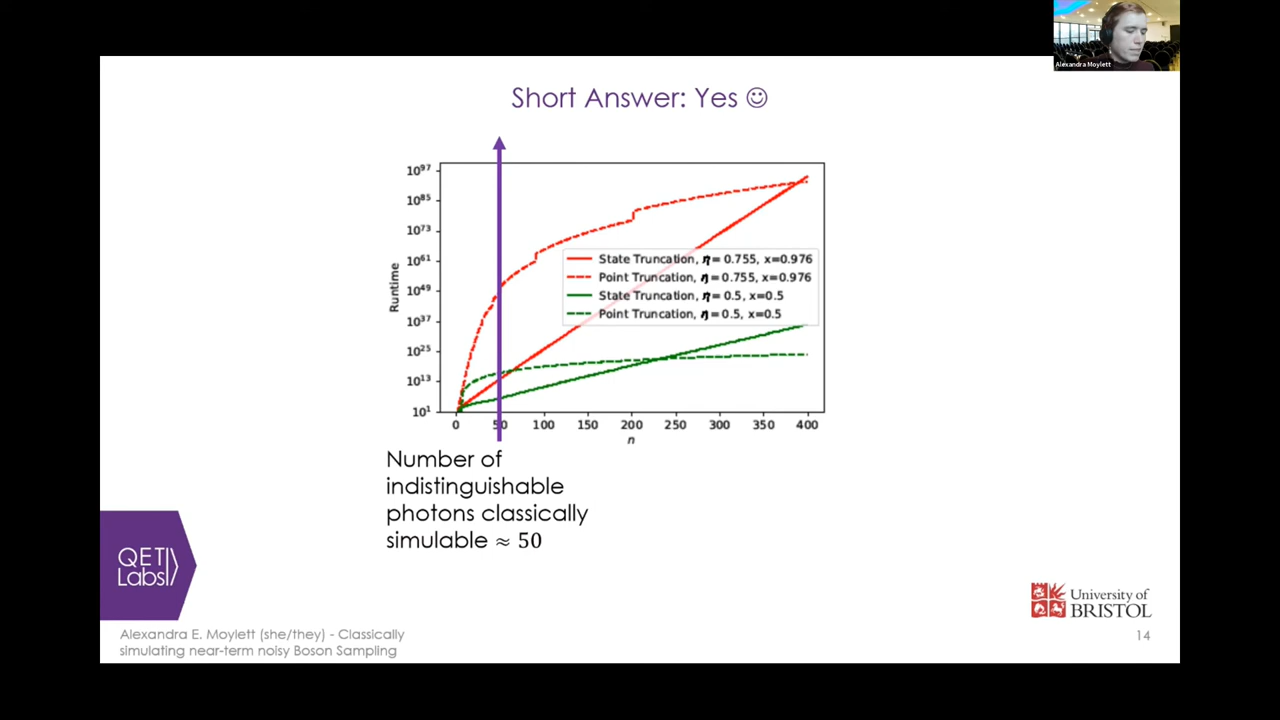 Alexandra Moylett
Short Answer: Yes ☺
10^97
10^85
10^73
10^61
10^49
10^37
10^25
10^13
10^1
Runtime
State Truncation, η = 0.755, x=0.976
Point Truncation, η = 0.755, x=0.976
State Truncation, η = 0.5, x=0.5
Point Truncation, η = 0.5, x=0.5
0 50 100 150 200 250 300 350 400
n
Number of
indistinguishable
photons classically
simulable ≈ 50
QET
Labs
University of
BRISTOL
Alexandra E. Moylett (she/they) - Classically
simulating near-term noisy Boson Sampling
14